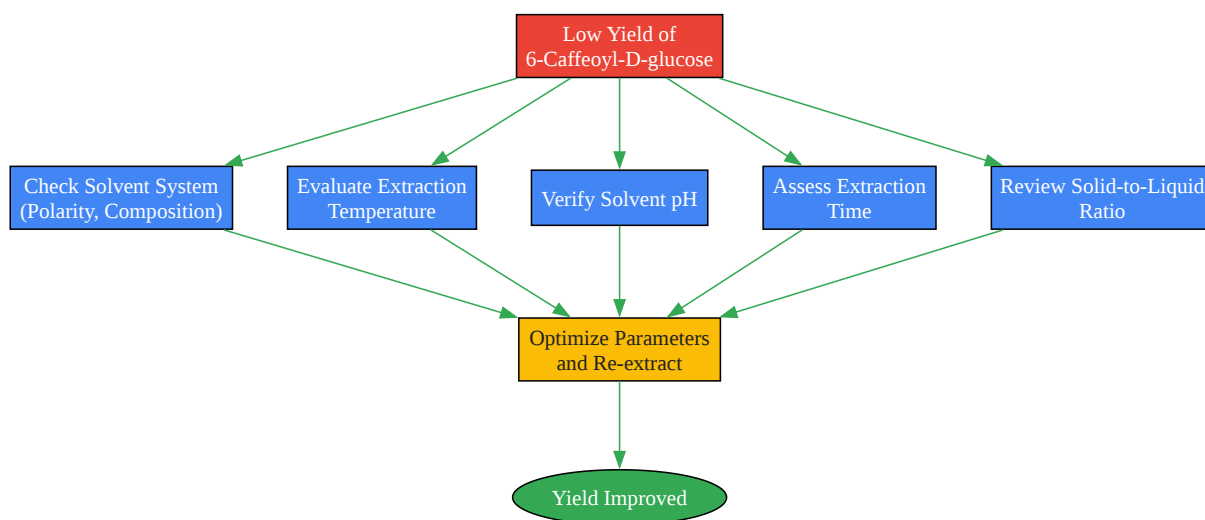 Low Yield of
6-Caffeoyl-D-glucose
Check Solvent System
(Polarity, Composition)
Evaluate Extraction
Temperature
Verify Solvent pH
Assess Extraction
Time
Review Solid-to-Liquid
Ratio
Optimize Parameters
and Re-extract
Yield Improved